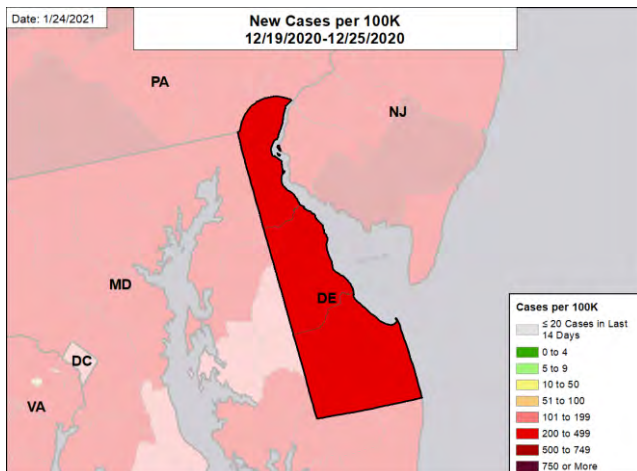 Date: 1/24/2021
New Cases per 100K
12/19/2020-12/25/2020
PA
NJ
MD
DE
DC
VA
Cases per 100K
≤ 20 Cases in Last
14 Days
0 to 4
5 to 9
10 to 50
51 to 100
101 to 199
200 to 499
500 to 749
750 or More